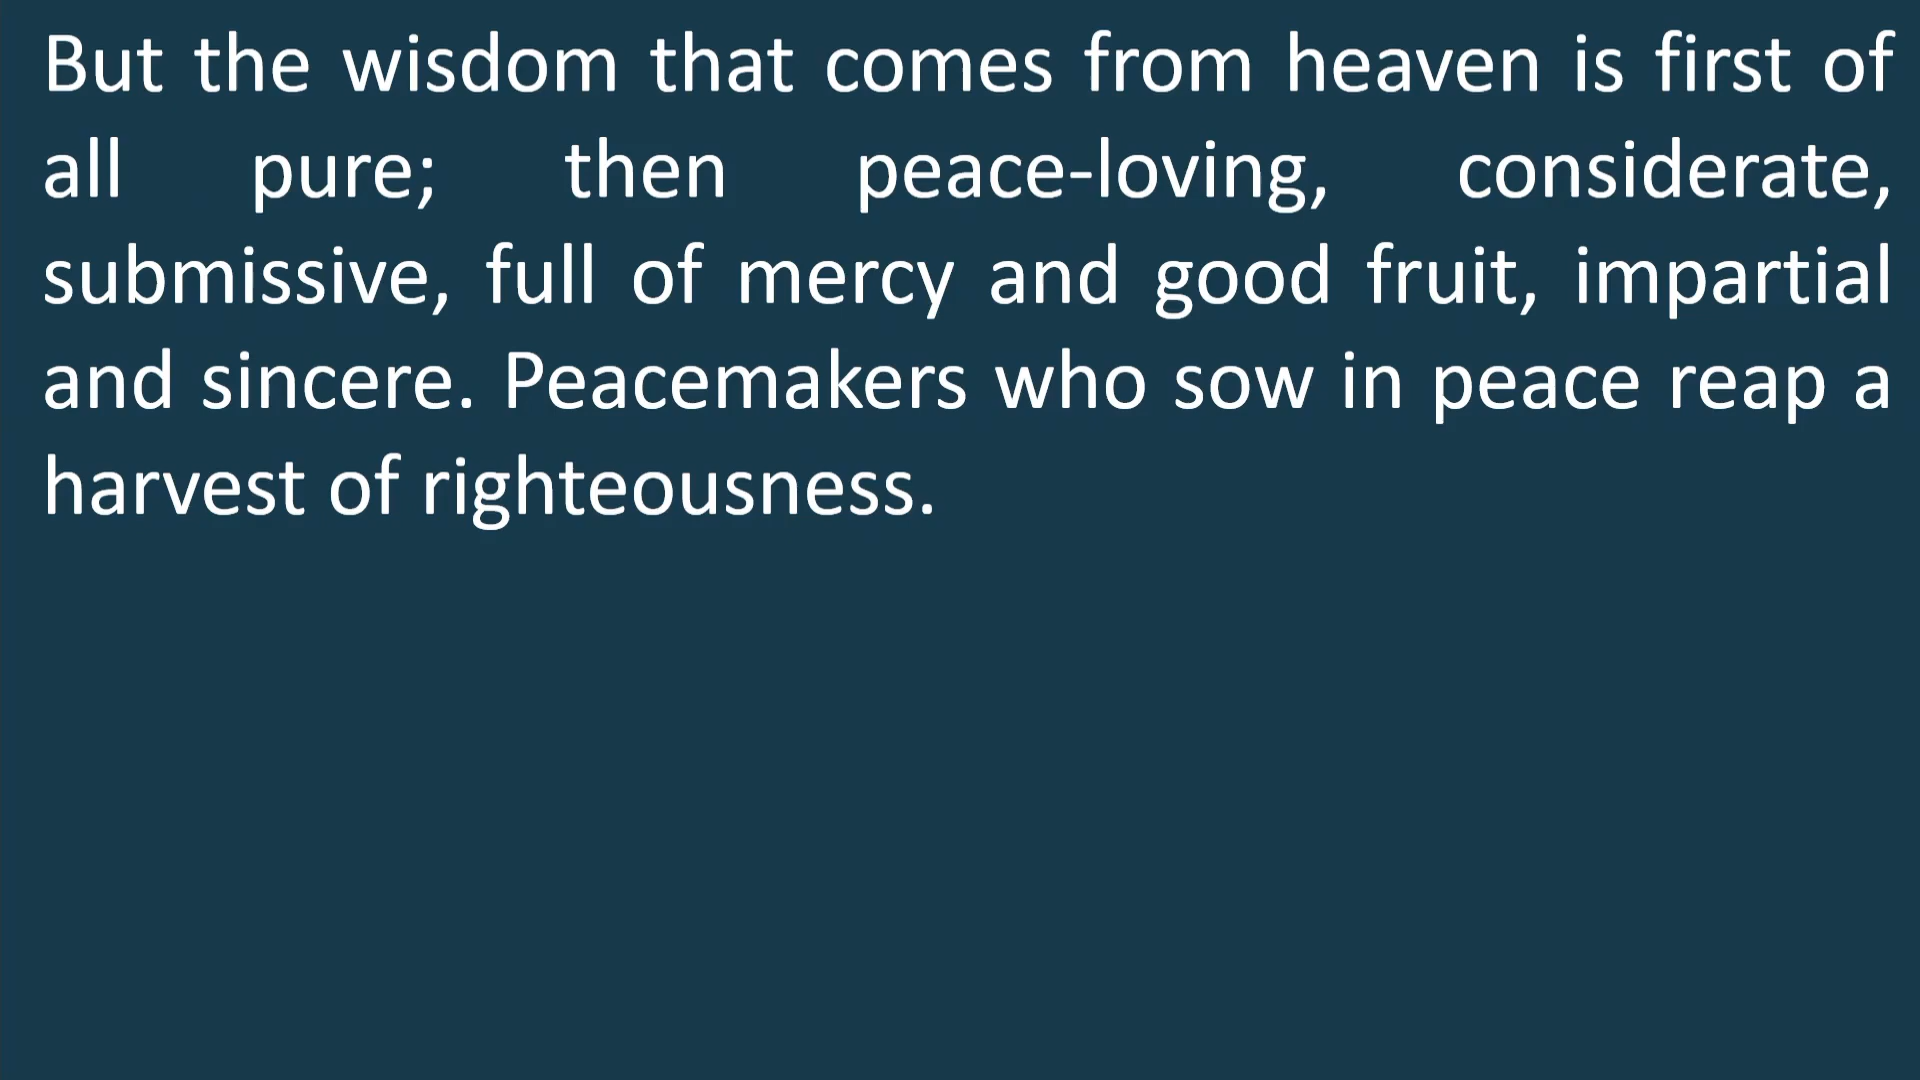 But the wisdom that comes from heaven is first of
all pure; then peace-loving, considerate,
submissive, full of mercy and good fruit, impartial
and sincere. Peacemakers who sow in peace reap a
harvest of righteousness.